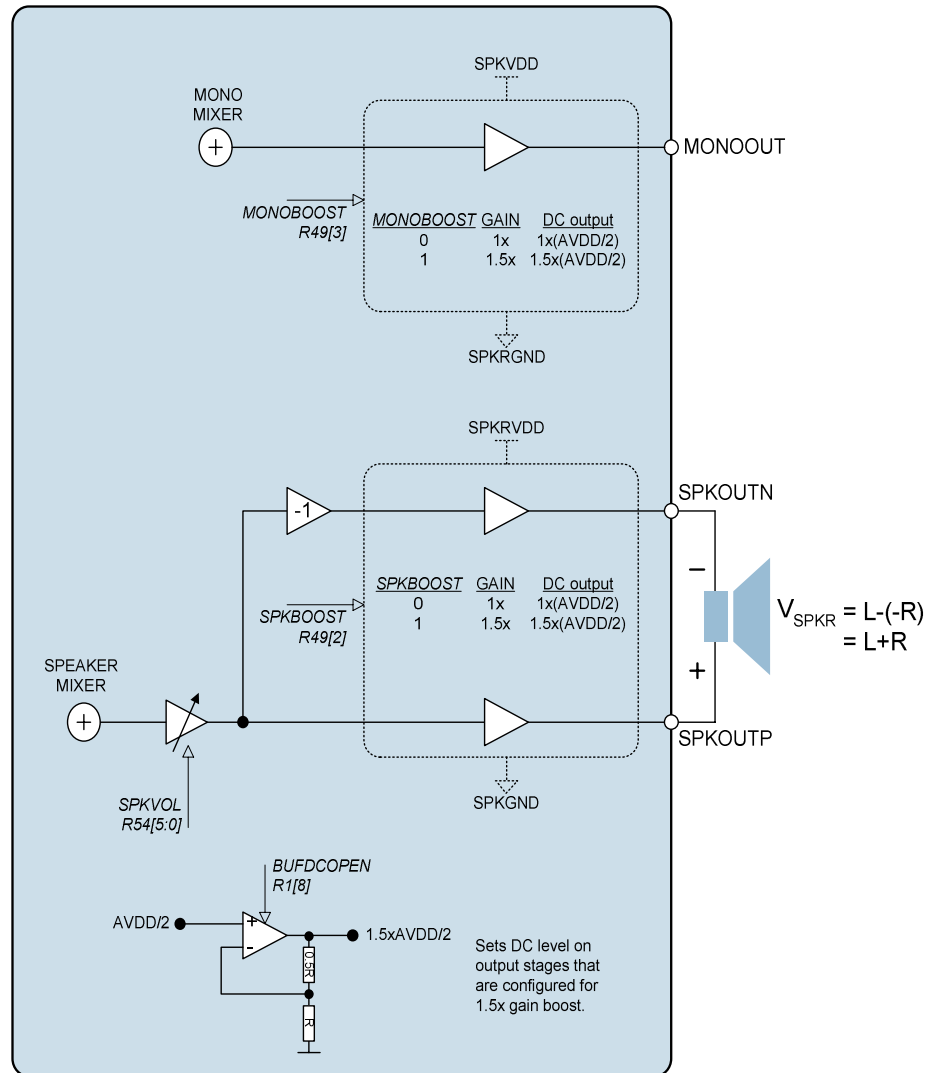 SPKVDD
MONO
MIXER
+
MONOOUT
MONOBOOST
R49[3]
MONOBOOST GAIN DC output
0 1x 1x(AVDD/2)
1 1.5x 1.5x(AVDD/2)
SPKRGND
SPKRVDD
SPKOUTN
-1
SPKBOOST
R49[2]
SPKBOOST GAIN DC output
0 1x 1x(AVDD/2)
1 1.5x 1.5x(AVDD/2)
−
+
VSPKR = L-(-R)
= L+R
SPEAKER
MIXER
+
SPKOUTP
SPKGND
SPKVOL
R54[5:0]
BUFDCOPEN
R1[8]
AVDD/2
+
-
1.5xAVDD/2
0.5R
R
Sets DC level on
output stages that
are configured for
1.5x gain boost.